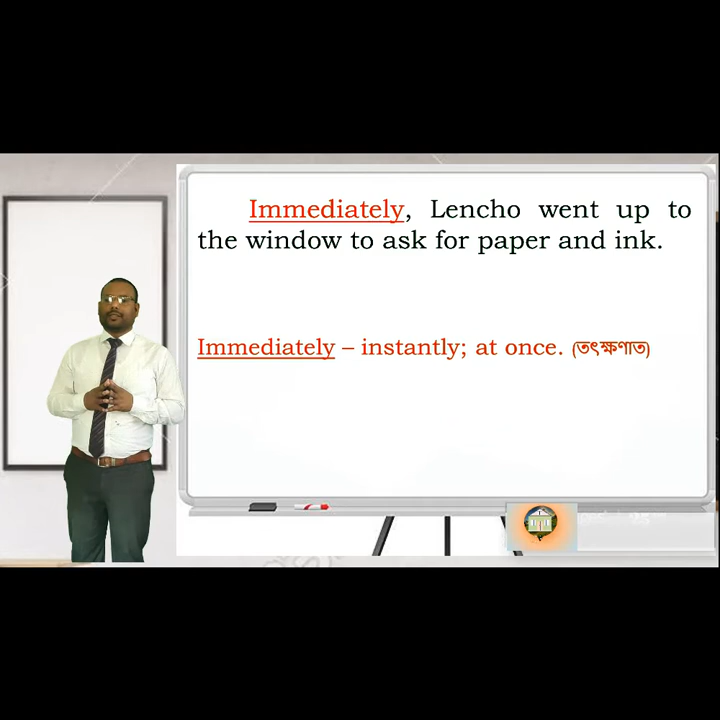 Immediately, Lencho went up to
the window to ask for paper and ink.
Immediately – instantly; at once. (তৎক্ষণাত)